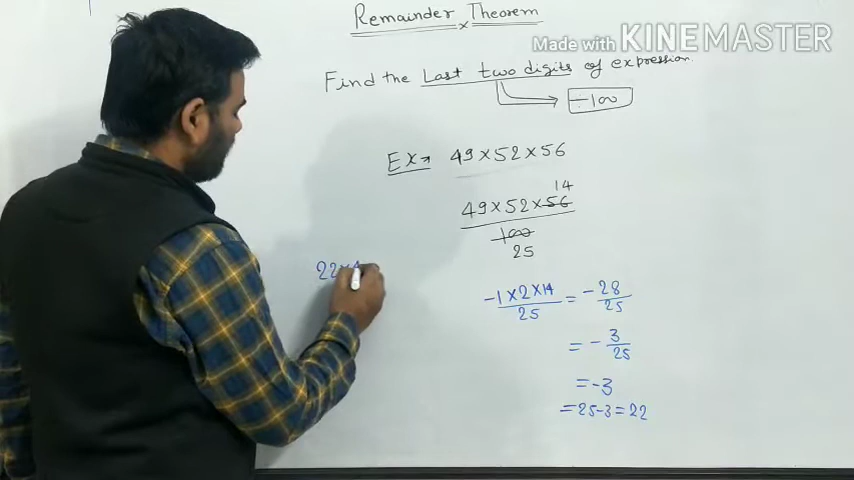 Remainder Theorem
×
Made with KINEMASTER
Find the Last two digits of expression
÷100
EX→ 49×52×56
14
49×52×56
100
25
22×4
-1×2×14/25 = -28/25
= -3/25
= -3
= 25-3 = 22